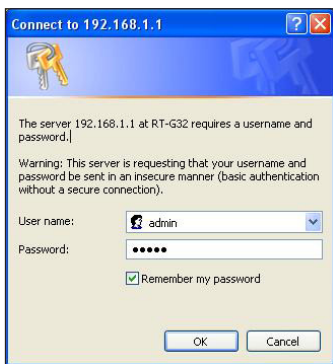 Connect to 192.168.1.1
The server 192.168.1.1 at RT-G32 requires a username and
password.
Warning: This server is requesting that your username and
password be sent in an insecure manner (basic authentication
without a secure connection).
User name:
admin
Password:
•••••
Remember my password
OK
Cancel